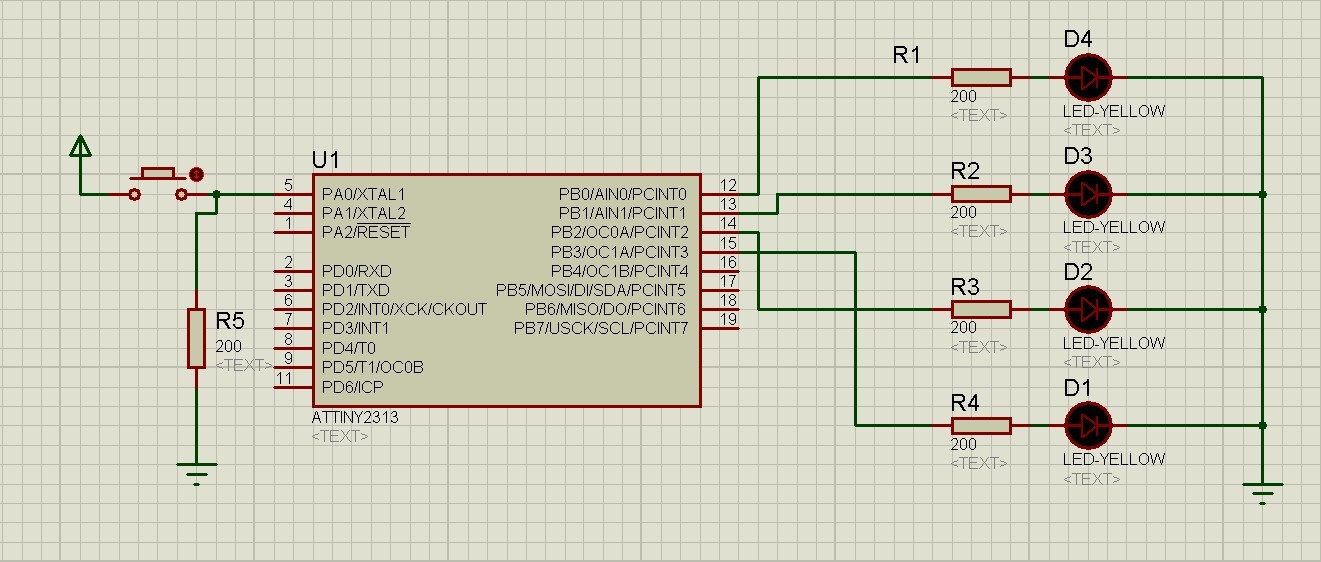 U1
5 PA0/XTAL1 PB0/AIN0/PCINT0 12
4 PA1/XTAL2 PB1/AIN1/PCINT1 13
1 PA2/RESET PB2/OC0A/PCINT2 14
PB3/OC1A/PCINT3 15
2 PD0/RXD PB4/OC1B/PCINT4 16
3 PD1/TXD PB5/MOSI/DI/SDA/PCINT5 17
6 PD2/INT0/XCK/CKOUT PB6/MISO/DO/PCINT6 18
7 PD3/INT1 PB7/USCK/SCL/PCINT7 19
8 PD4/T0
9 PD5/T1/OC0B
11 PD6/ICP
ATTINY2313
<TEXT>
R5
200
<TEXT>
R1
200
<TEXT>
D4
LED-YELLOW
<TEXT>
R2
200
<TEXT>
D3
LED-YELLOW
<TEXT>
R3
200
<TEXT>
D2
LED-YELLOW
<TEXT>
R4
200
<TEXT>
D1
LED-YELLOW
<TEXT>